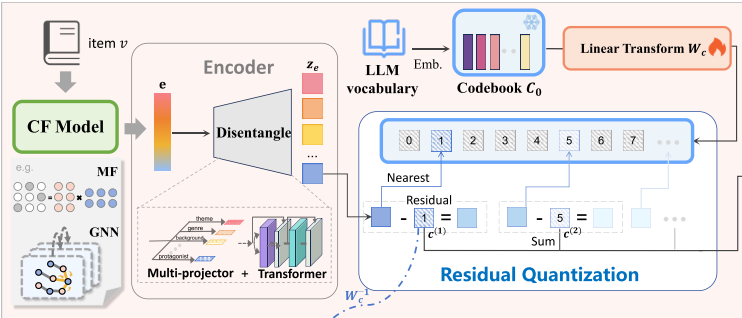 item v
CF Model
e.g.
MF
=
×
GNN
Encoder
e
z_e
Disentangle
...
theme
genre
background
protagonist
Multi-projector + Transformer
LLM
vocabulary
Emb.
Codebook C_0
Linear Transform W_c
0 1 2 3 4 5 6 7 ...
Nearest
Residual
- 1 = - 5 = ...
c^(1) Sum c^(2)
Residual Quantization
W_c^-1